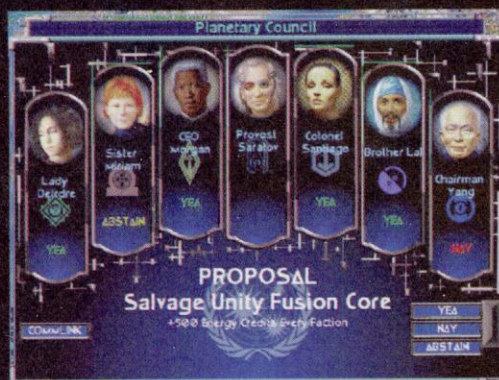 Planetary Council
Lady
Deirdre
YEA
Sister
Miriam
ABSTAIN
CEO
Morgan
YEA
Provost
Saratov
Colonel
Santiago
YEA
Brother Lal
YEA
Chairman
Yang
NAY
PROPOSAL
Salvage Unity Fusion Core
+500 Energy Credits Every Faction
COMMLINK
YEA
NAY
ABSTAIN